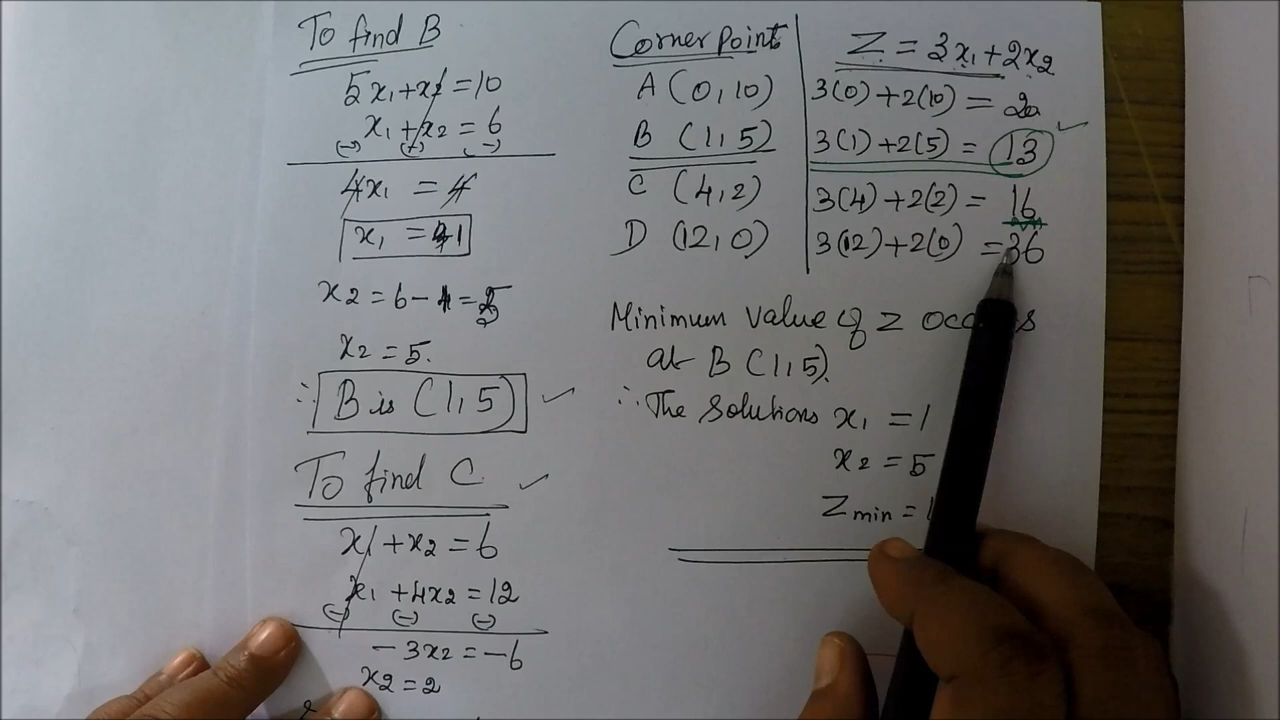 To find B
5x₁+x₂ = 10
x₁ + x₂ = 6
(-) (-) (-)
4x₁ = 4
x₁ = 1
x₂ = 6 - 1 = 5
x₂ = 5.
∴ B is (1, 5)
To find C
x₁ + x₂ = 6
x₁ + 4x₂ = 12
(-) (-) (-)
- 3x₂ = -6
x₂ = 2
Corner point
A (0, 10)
B (1, 5)
C (4, 2)
D (12, 0)
Z = 3x₁ + 2x₂
3(0) + 2(10) = 20
3(1) + 2(5) = 13
3(4) + 2(2) = 16
3(12) + 2(0) = 36
Minimum value of Z
at B (1, 5).
∴ The solutions x₁ = 1
x₂ = 5
Zmin = 1